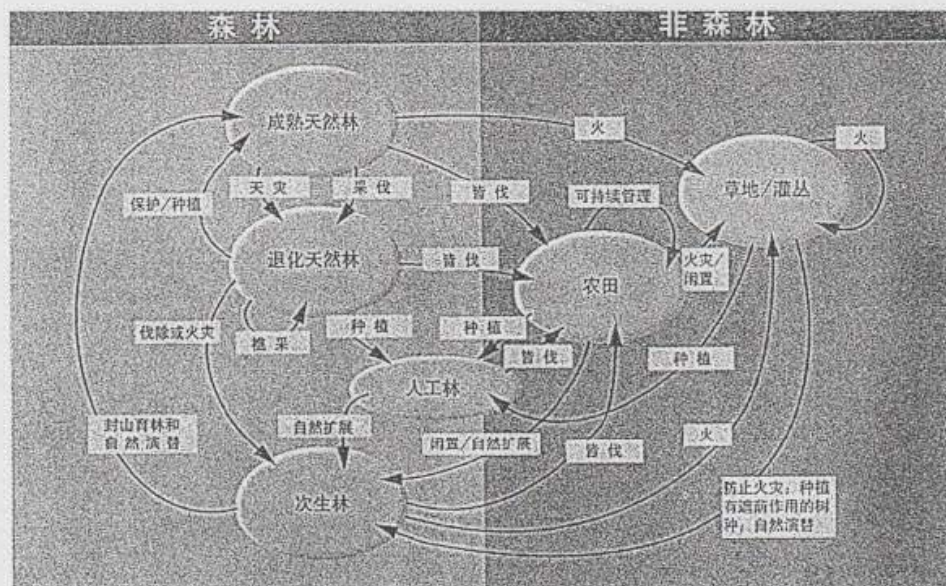 森林
非森林
成熟天然林
火
火
天灾
采伐
皆伐
可持续管理
草地/灌丛
保护/种植
退化天然林
皆伐
农田
火灾/
闲置
伐除或火灾
樵采
种植
种植
皆伐
种植
人工林
封山育林和
自然演替
自然扩展
闲置/自然扩展
皆伐
火
次生林
防止火灾；种植
有遮荫作用的树
种；自然演替